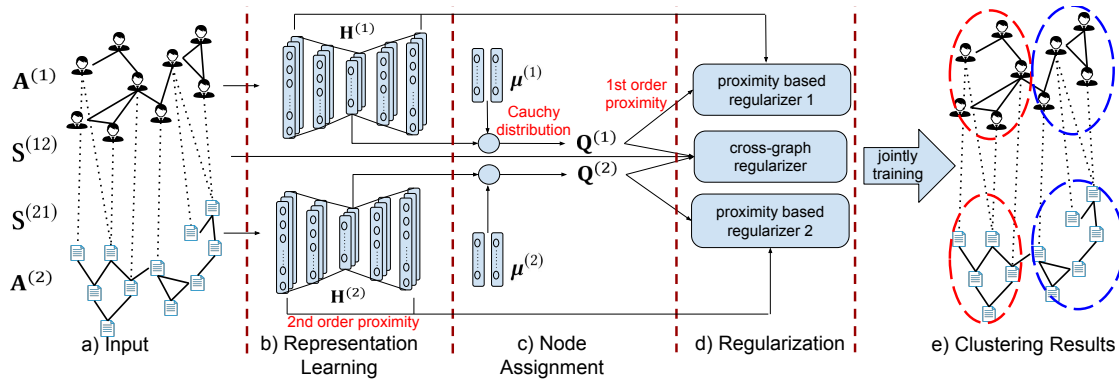 A^(1)
S^(12)
S^(21)
A^(2)
a) Input
H^(1)
H^(2)
2nd order proximity
b) Representation
Learning
μ^(1)
Cauchy
distribution
Q^(1)
Q^(2)
μ^(2)
c) Node
Assignment
1st order
proximity
proximity based
regularizer 1
cross-graph
regularizer
proximity based
regularizer 2
d) Regularization
jointly
training
e) Clustering Results